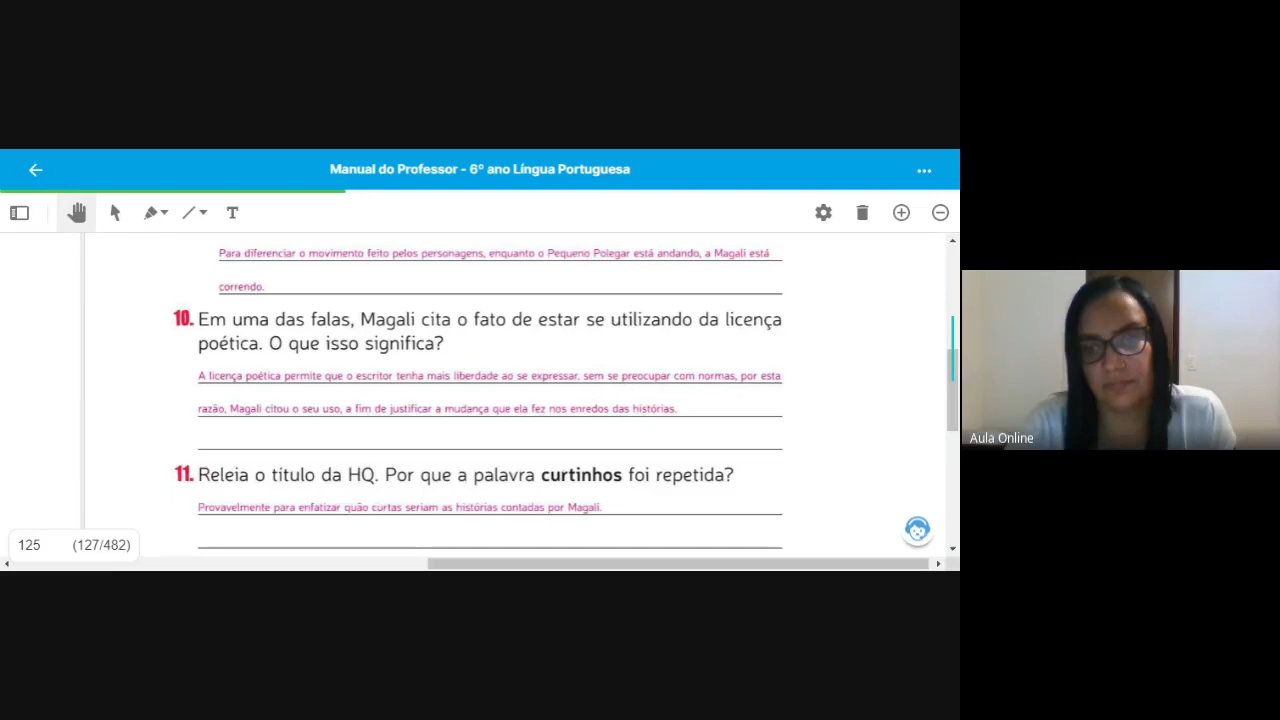 Manual do Professor - 6º ano Língua Portuguesa
T
Para diferenciar o movimento feito pelos personagens, enquanto o Pequeno Polegar está andando, a Magali está
correndo.
10. Em uma das falas, Magali cita o fato de estar se utilizando da licença
poética. O que isso significa?
A licença poética permite que o escritor tenha mais liberdade ao se expressar, sem se preocupar com normas, por esta
razão, Magali citou o seu uso, a fim de justificar a mudança que ela fez nos enredos das histórias.
11. Releia o título da HQ. Por que a palavra curtinhos foi repetida?
Provavelmente para enfatizar quão curtas seriam as histórias contadas por Magali.
125 (127/482)
Aula Online